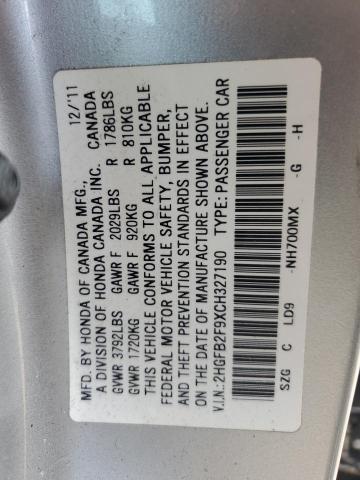 MFD. BY HONDA OF CANADA MFG., 12/'11
A DIVISION OF HONDA CANADA INC. CANADA
GVWR 3792LBS GAWR F 2029LBS R 1786LBS
GVWR 1720KG GAWR F 920KG R 810KG
THIS VEHICLE CONFORMS TO ALL APPLICABLE
FEDERAL MOTOR VEHICLE SAFETY, BUMPER,
AND THEFT PREVENTION STANDARDS IN EFFECT
ON THE DATE OF MANUFACTURE SHOWN ABOVE.
V.I.N.: 2HGFB2F9XCH327190 TYPE: PASSENGER CAR
SZG C LD9 -NH700MX -G -H